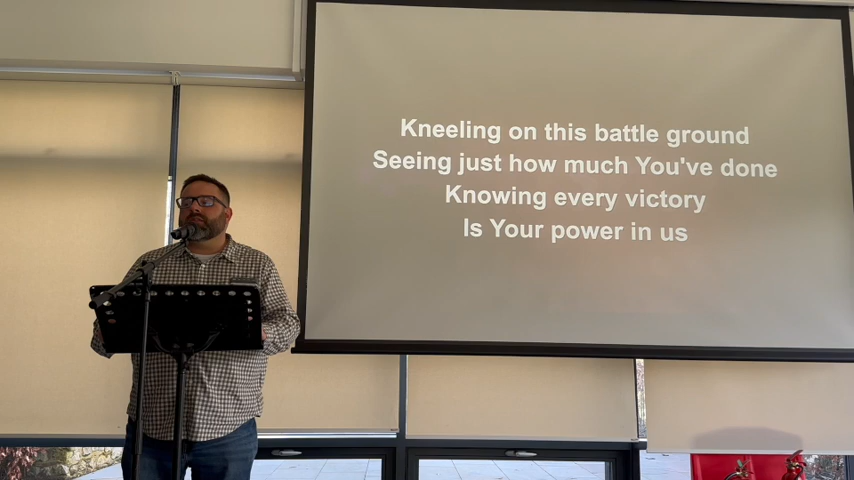 Kneeling on this battle ground
Seeing just how much You've done
Knowing every victory
Is Your power in us